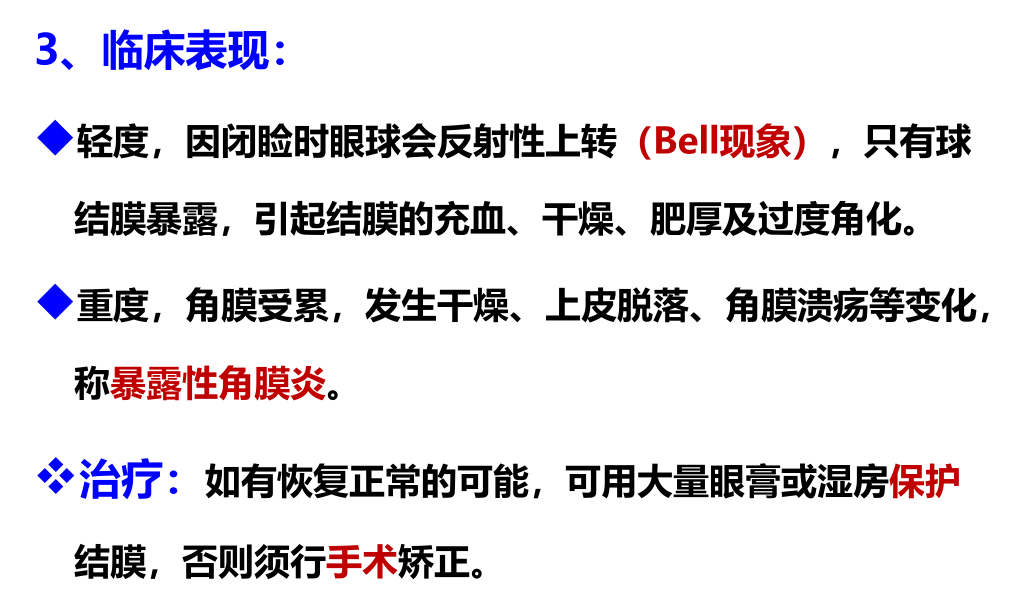 3、临床表现：
◆轻度，因闭睑时眼球会反射性上转（Bell现象），只有球
结膜暴露，引起结膜的充血、干燥、肥厚及过度角化。
◆重度，角膜受累，发生干燥、上皮脱落、角膜溃疡等变化，
称暴露性角膜炎。
❖治疗：如有恢复正常的可能，可用大量眼膏或湿房保护
结膜，否则须行手术矫正。